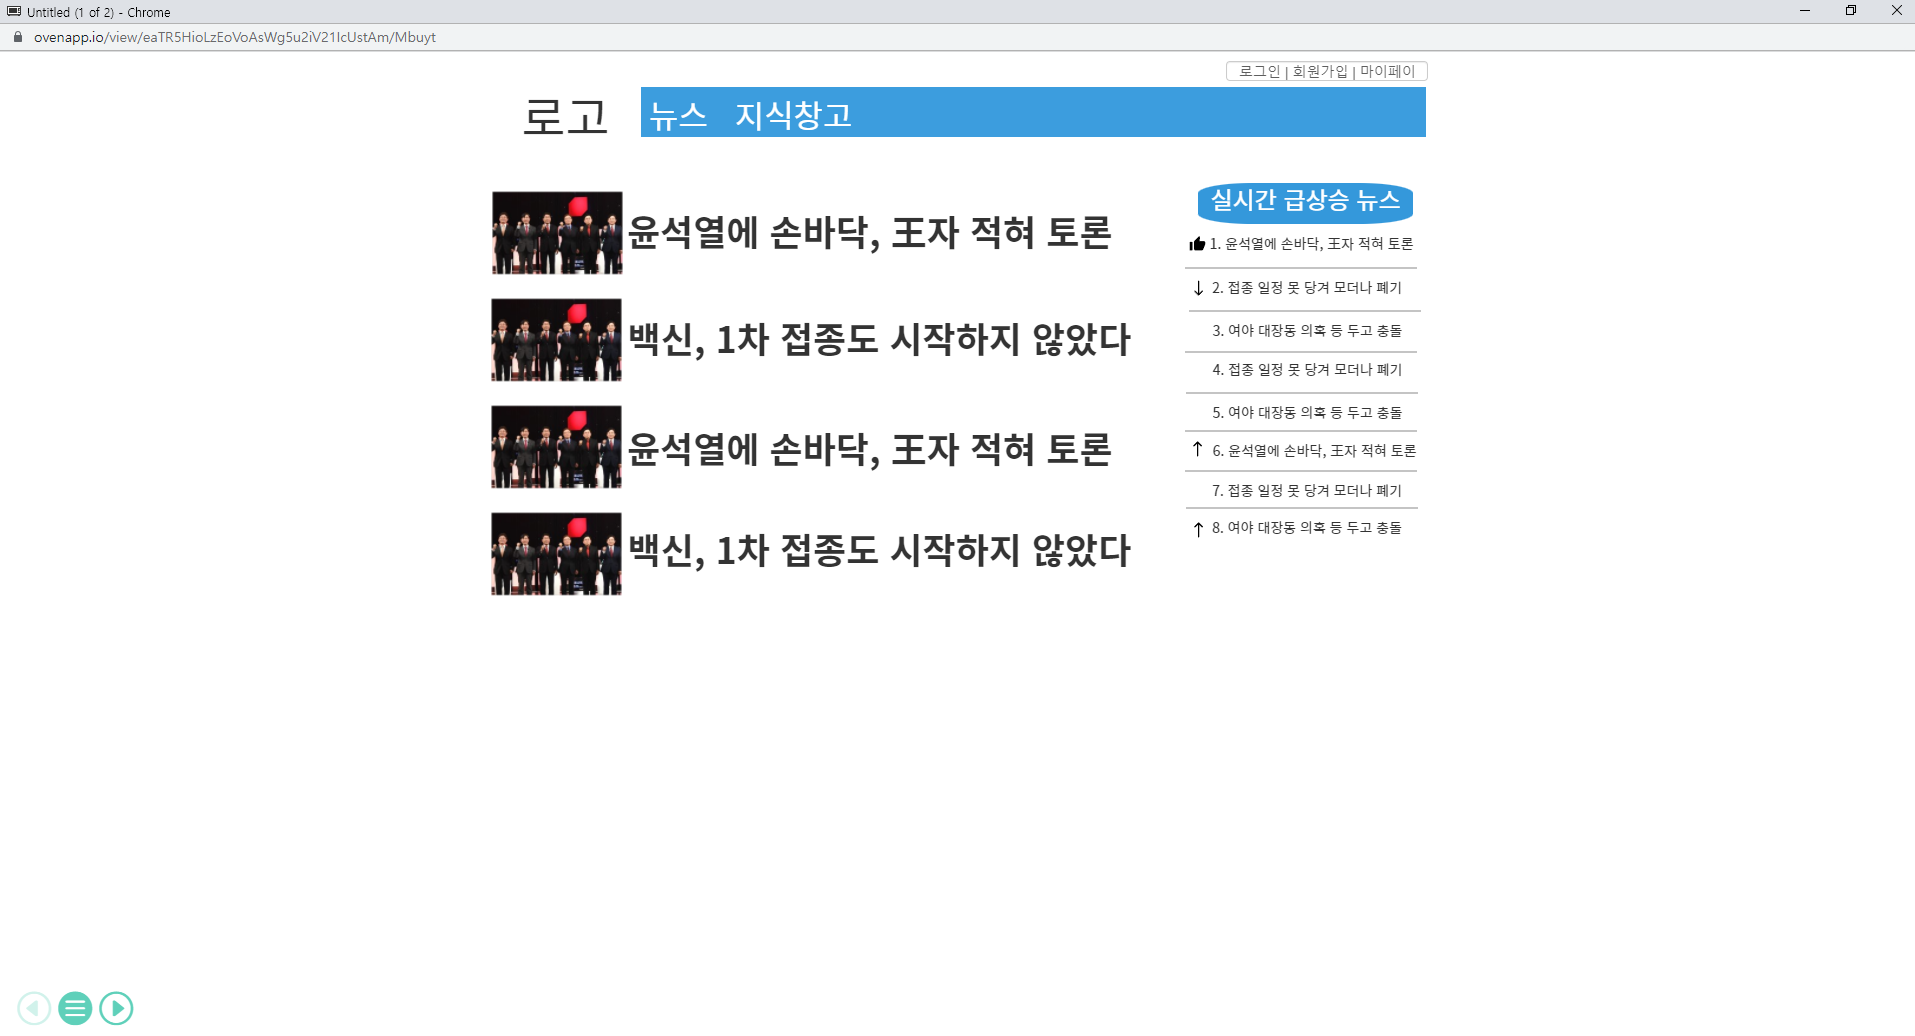 Untitled (1 of 2) - Chrome
ovenapp.io/view/eaTR5HioLzEoVoAsWg5u2iV21IcUstAm/Mbuyt
로그인 | 회원가입 | 마이페이
로고
뉴스 지식창고
윤석열에 손바닥, 王자 적혀 토론
백신, 1차 접종도 시작하지 않았다
윤석열에 손바닥, 王자 적혀 토론
백신, 1차 접종도 시작하지 않았다
실시간 급상승 뉴스
1. 윤석열에 손바닥, 王자 적혀 토론
2. 접종 일정 못 당겨 모더나 폐기
3. 여야 대장동 의혹 등 두고 충돌
4. 접종 일정 못 당겨 모더나 폐기
5. 여야 대장동 의혹 등 두고 충돌
6. 윤석열에 손바닥, 王자 적혀 토론
7. 접종 일정 못 당겨 모더나 폐기
8. 여야 대장동 의혹 등 두고 충돌